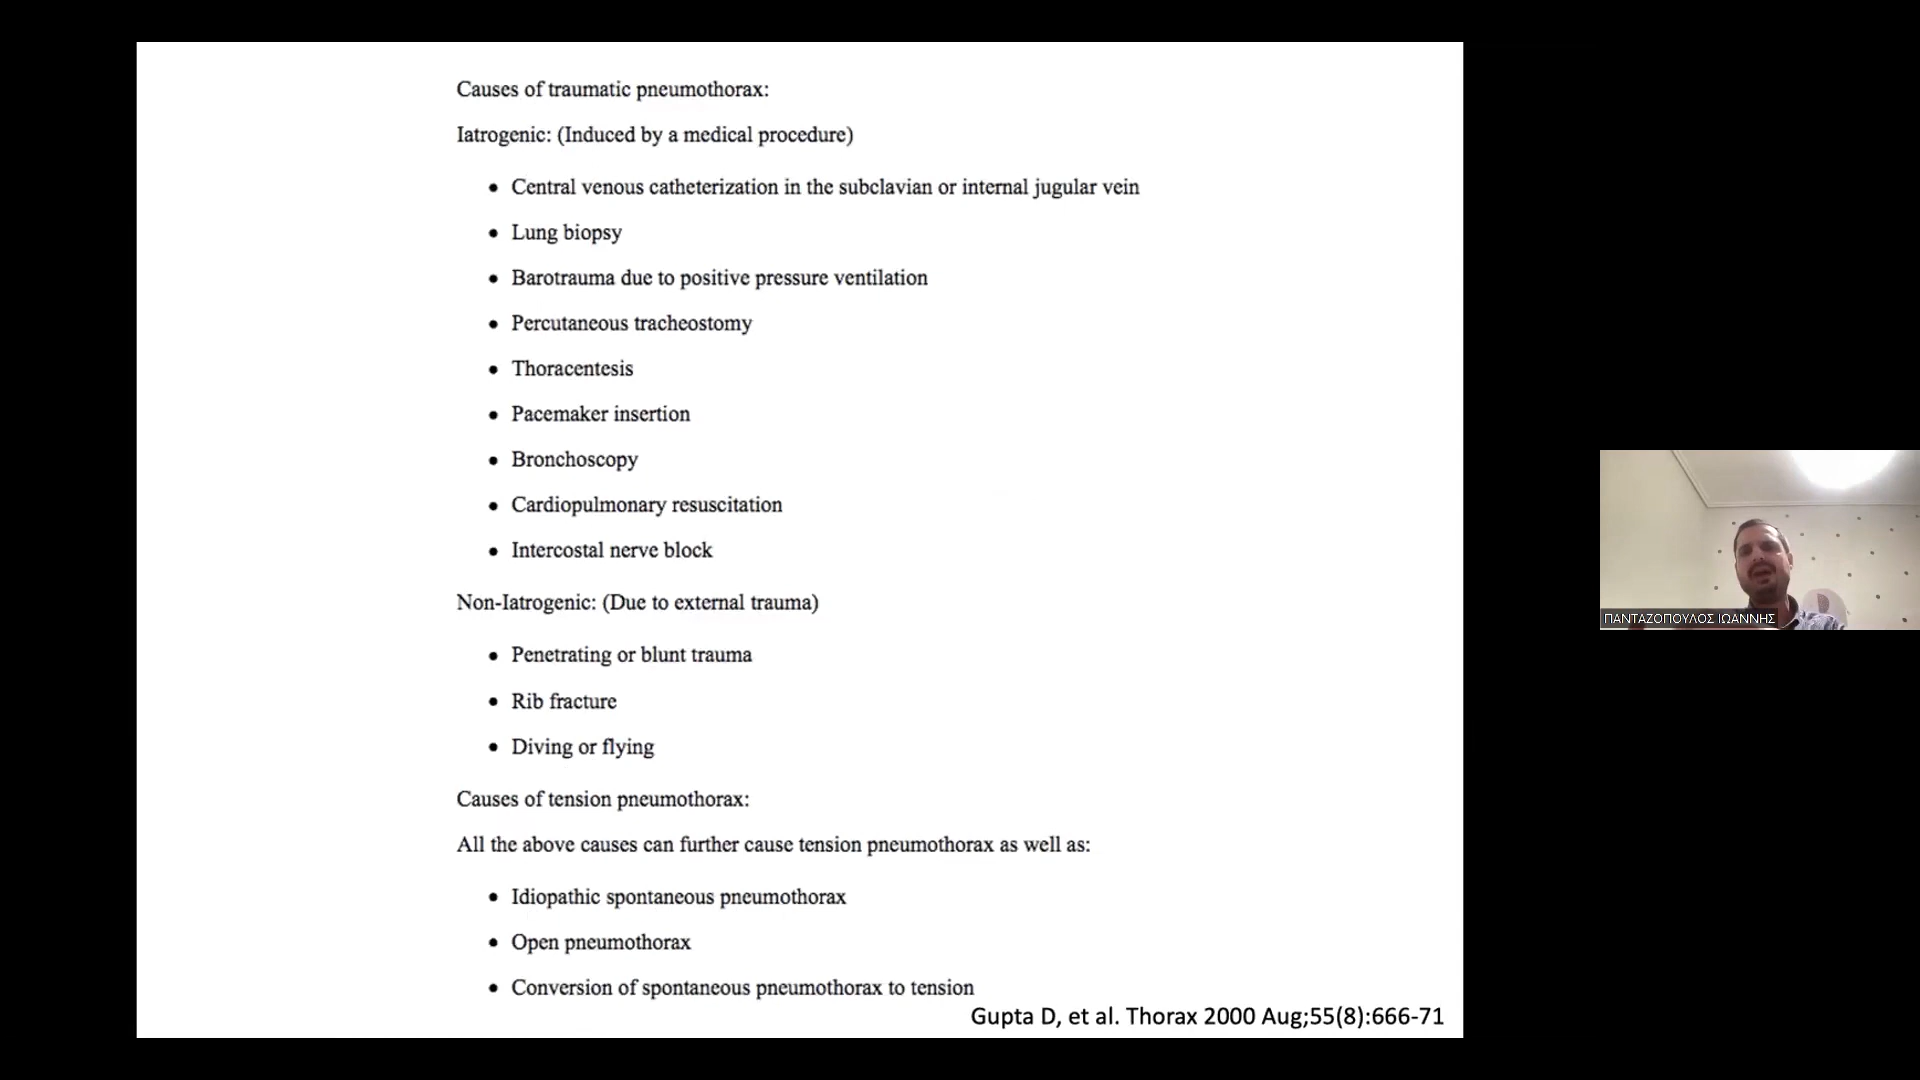 Causes of traumatic pneumothorax:
Iatrogenic: (Induced by a medical procedure)
• Central venous catheterization in the subclavian or internal jugular vein
• Lung biopsy
• Barotrauma due to positive pressure ventilation
• Percutaneous tracheostomy
• Thoracentesis
• Pacemaker insertion
• Bronchoscopy
• Cardiopulmonary resuscitation
• Intercostal nerve block
Non-Iatrogenic: (Due to external trauma)
• Penetrating or blunt trauma
• Rib fracture
• Diving or flying
Causes of tension pneumothorax:
All the above causes can further cause tension pneumothorax as well as:
• Idiopathic spontaneous pneumothorax
• Open pneumothorax
• Conversion of spontaneous pneumothorax to tension
Gupta D, et al. Thorax 2000 Aug;55(8):666-71
ΠΑΝΤΑΖΟΠΟΥΛΟΣ ΙΩΑΝΝΗΣ